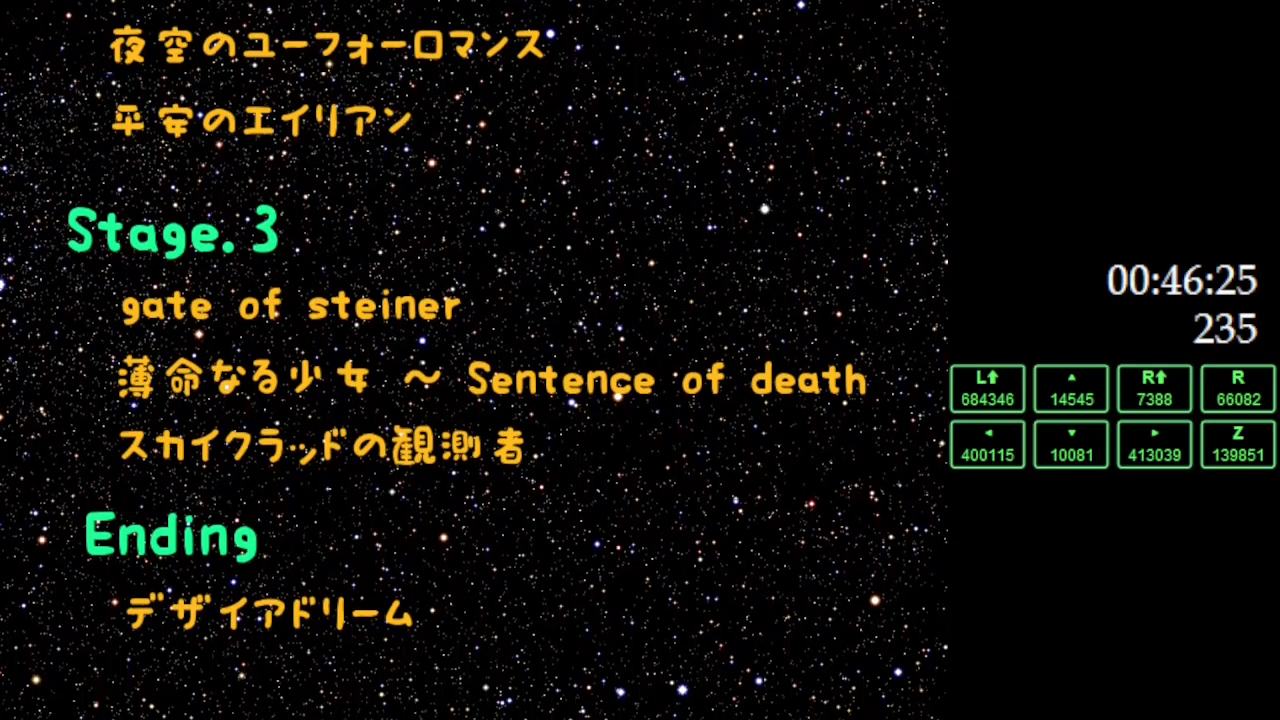 夜空のユーフォーロマンス
平安のエイリアン
Stage.3
gate of steiner
薄命なる少女 ～ Sentence of death
スカイクラッドの観測者
Ending
デザイアドリーム
00:46:25
235
L⬆ ▲ R⬆ R
684346 14545 7388 66082
◄ ▼ ► Z
400115 10081 413039 139851